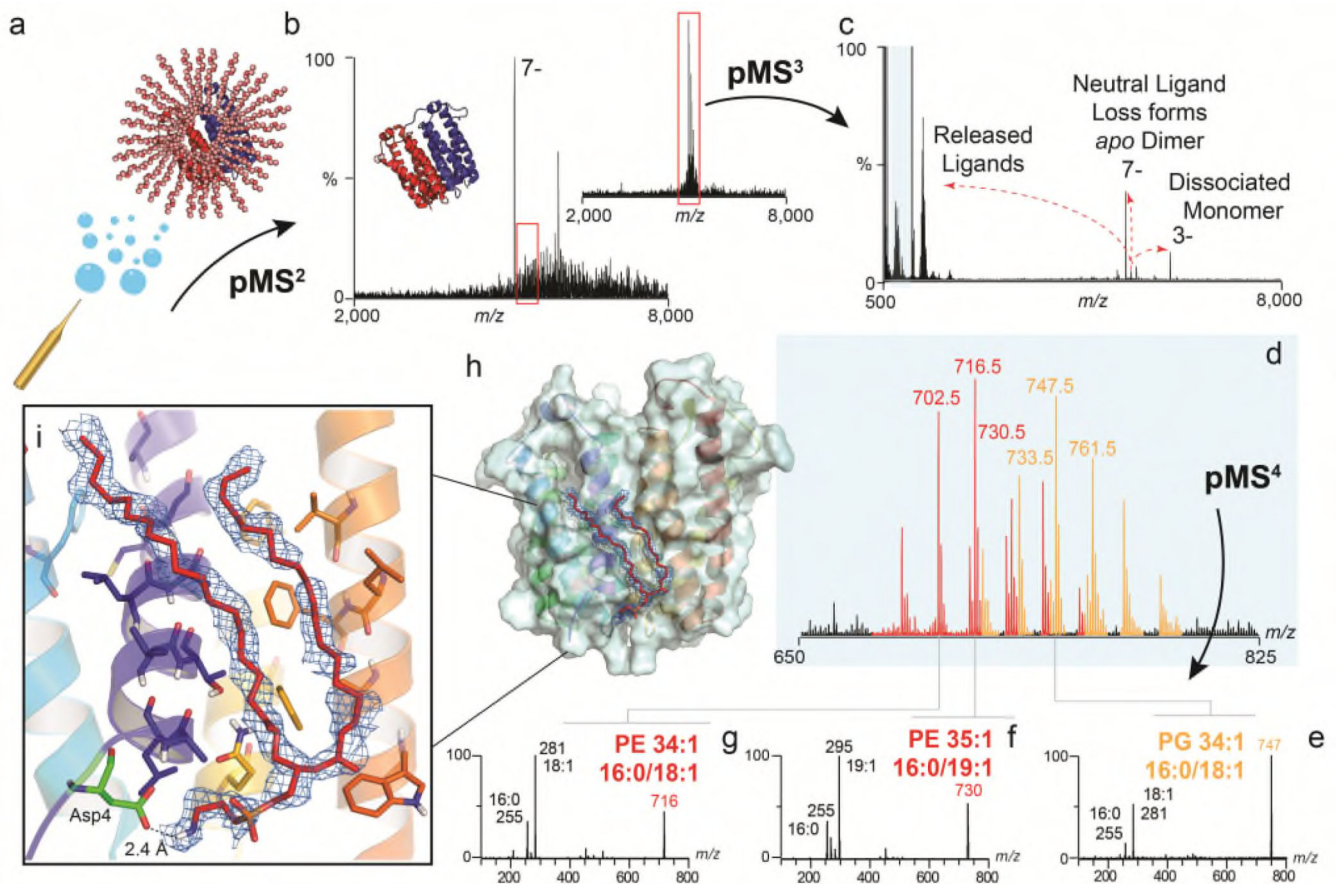 a
pMS²
b
100
%
0
7-
2,000
m/z
8,000
2,000
m/z
8,000
pMS³
c
100
%
0
500
m/z
8,000
Released
Ligands
Neutral Ligand
Loss forms
apo Dimer
7-
Dissociated
Monomer
3-
d
702.5
716.5
730.5
733.5
747.5
761.5
650
825
m/z
pMS⁴
h
i
Asp4
2.4 Å
g
100
0
281
18:1
16:0
255
PE 34:1
16:0/18:1
716
200
400
600
800
m/z
f
100
0
295
19:1
255
16:0
PE 35:1
16:0/19:1
730
200
400
600
800
m/z
e
100
0
18:1
281
16:0
255
PG 34:1
16:0/18:1
747
200
400
600
800
m/z